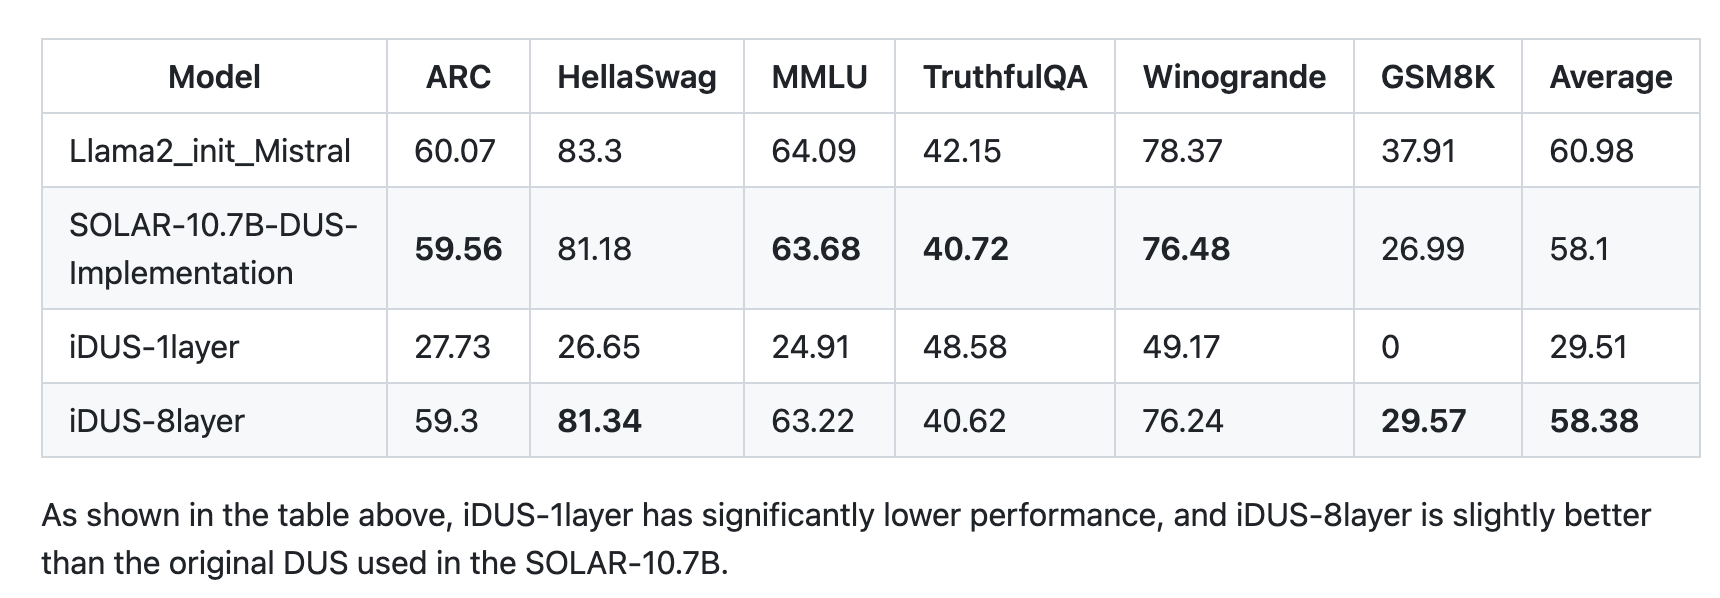 Model ARC HellaSwag MMLU TruthfulQA Winogrande GSM8K Average
Llama2_init_Mistral 60.07 83.3 64.09 42.15 78.37 37.91 60.98
SOLAR-10.7B-DUS-
Implementation 59.56 81.18 63.68 40.72 76.48 26.99 58.1
iDUS-1layer 27.73 26.65 24.91 48.58 49.17 0 29.51
iDUS-8layer 59.3 81.34 63.22 40.62 76.24 29.57 58.38
As shown in the table above, iDUS-1layer has significantly lower performance, and iDUS-8layer is slightly better
than the original DUS used in the SOLAR-10.7B.